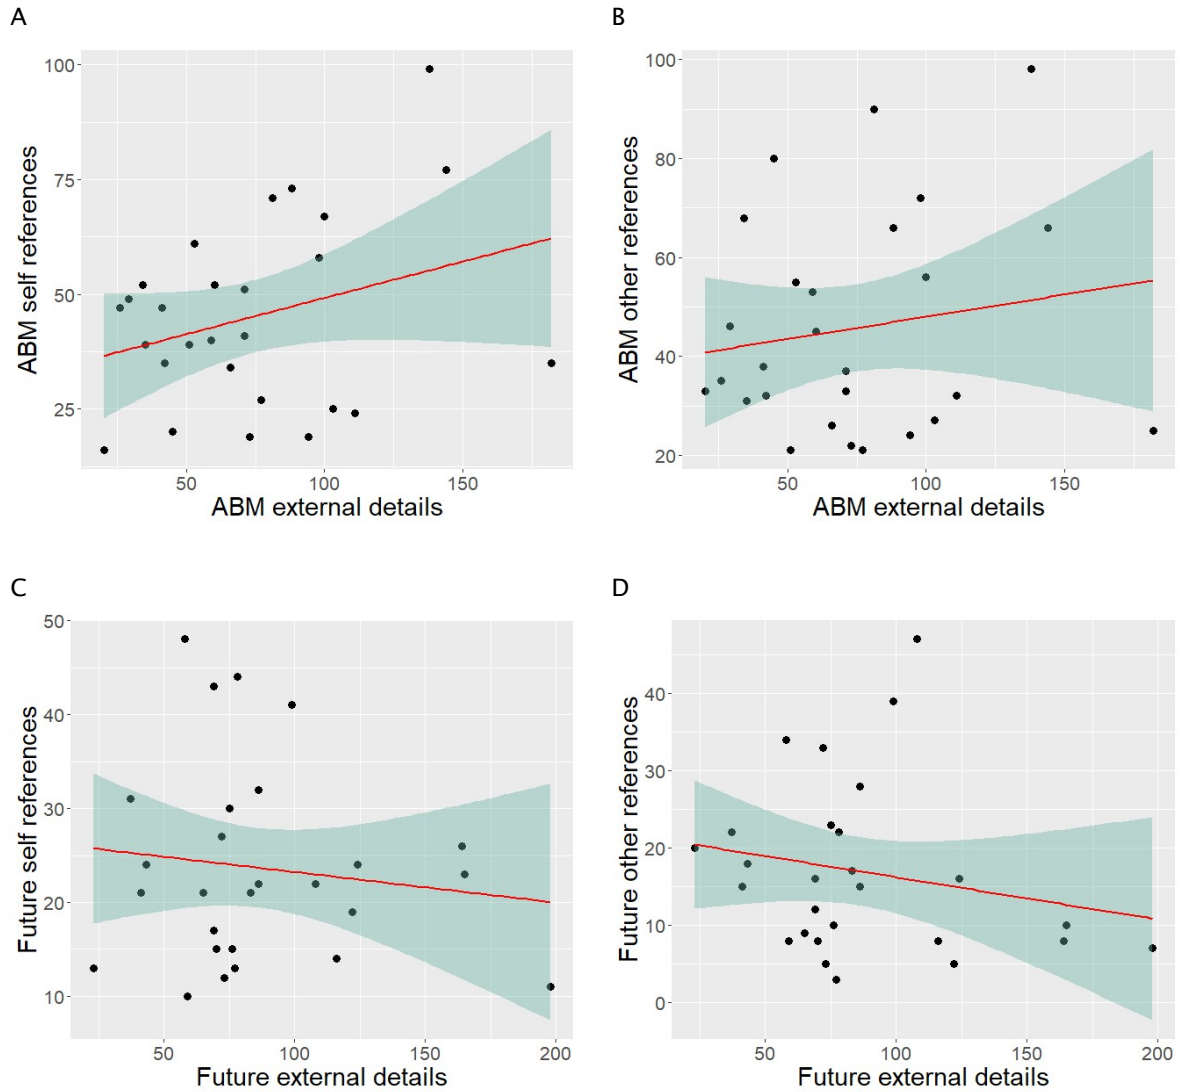 A
B
100
75
50
25
ABM self references
50
100
150
ABM external details
100
80
60
40
20
ABM other references
50
100
150
ABM external details
C
D
50
40
30
20
10
Future self references
50
100
150
200
Future external details
40
30
20
10
0
Future other references
50
100
150
200
Future external details